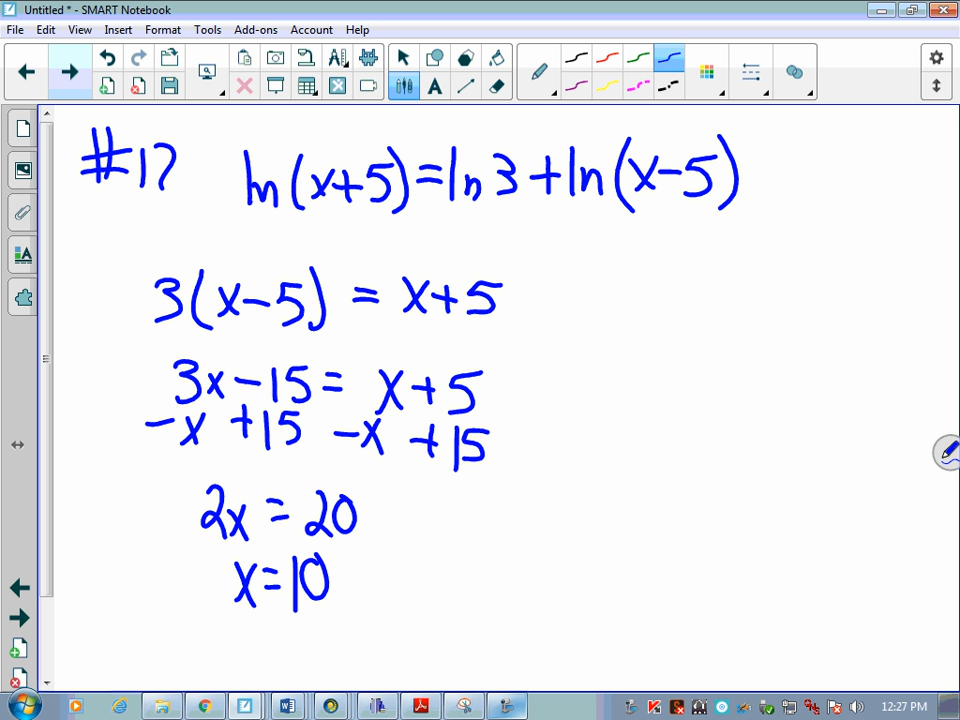 Untitled * - SMART Notebook
File Edit View Insert Format Tools Add-ons Account Help
#17 ln(x+5)=ln3+ln(x-5)
3(x-5) = x+5
3x-15= x+5
-x +15 -x +15
2x = 20
x=10
12:27 PM